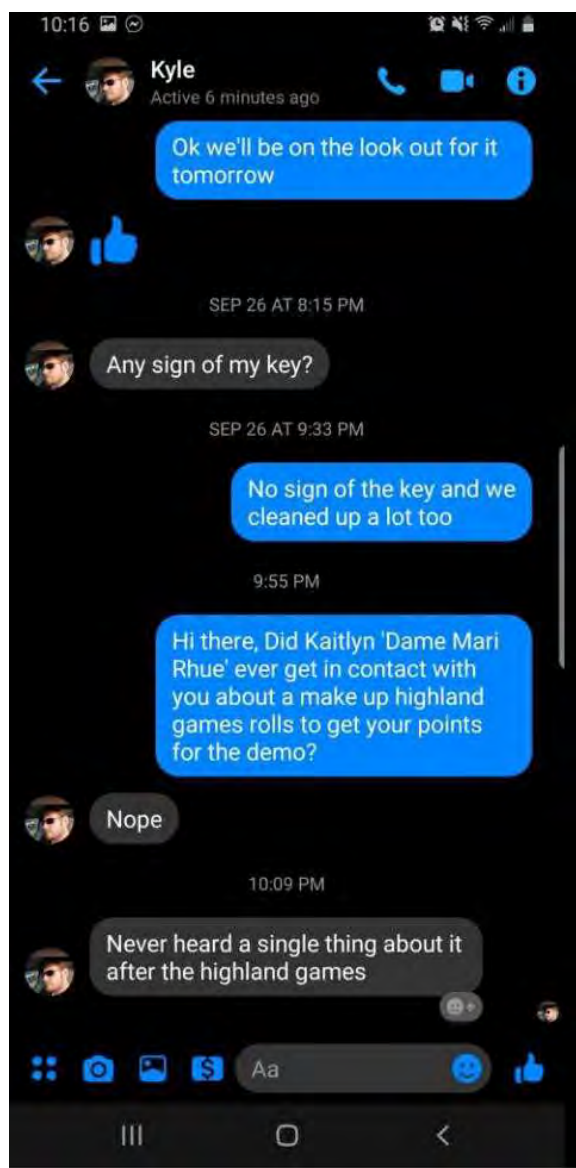 10:16
Kyle
Active 6 minutes ago
Ok we'll be on the look out for it
tomorrow
SEP 26 AT 8:15 PM
Any sign of my key?
SEP 26 AT 9:33 PM
No sign of the key and we
cleaned up a lot too
9:55 PM
Hi there, Did Kaitlyn 'Dame Mari
Rhue' ever get in contact with
you about a make up highland
games rolls to get your points
for the demo?
Nope
10:09 PM
Never heard a single thing about it
after the highland games
Aa